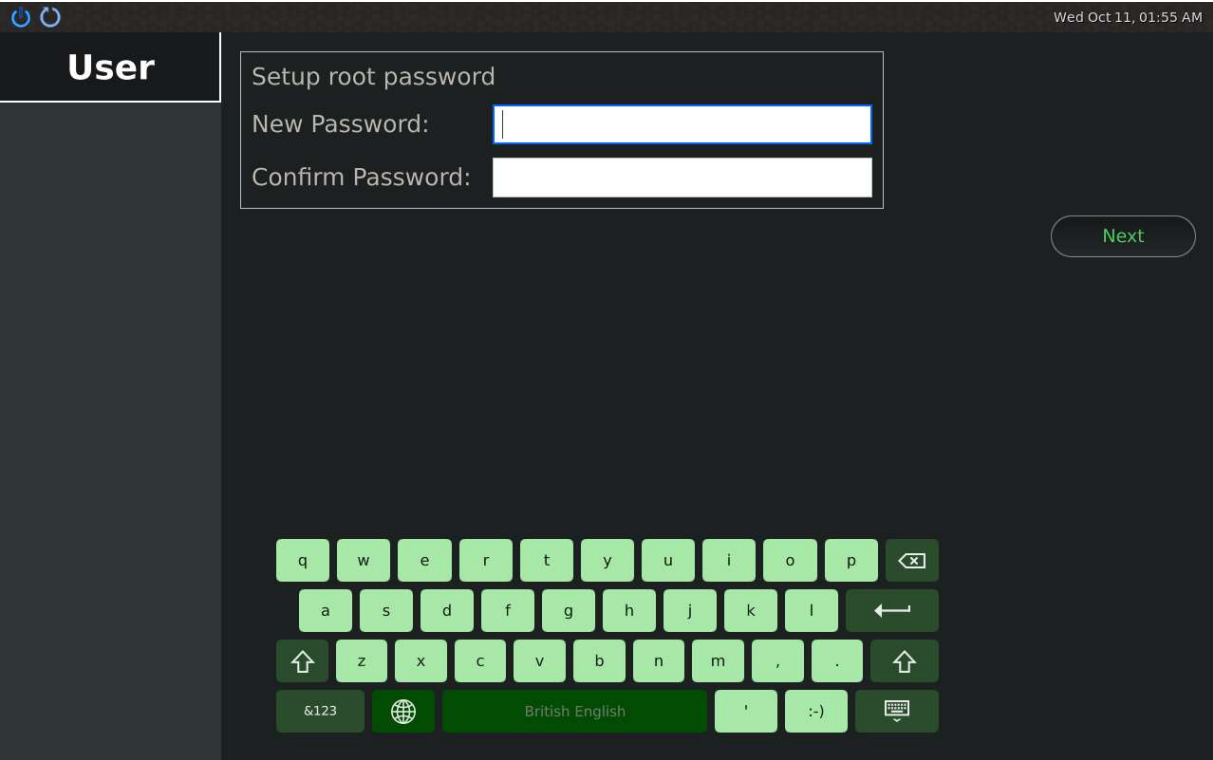 Wed Oct 11, 01:55 AM
User
Setup root password
New Password:
Confirm Password:
Next
q w e r t y u i o p
a s d f g h j k l
z x c v b n m , .
&123 British English ' :-)